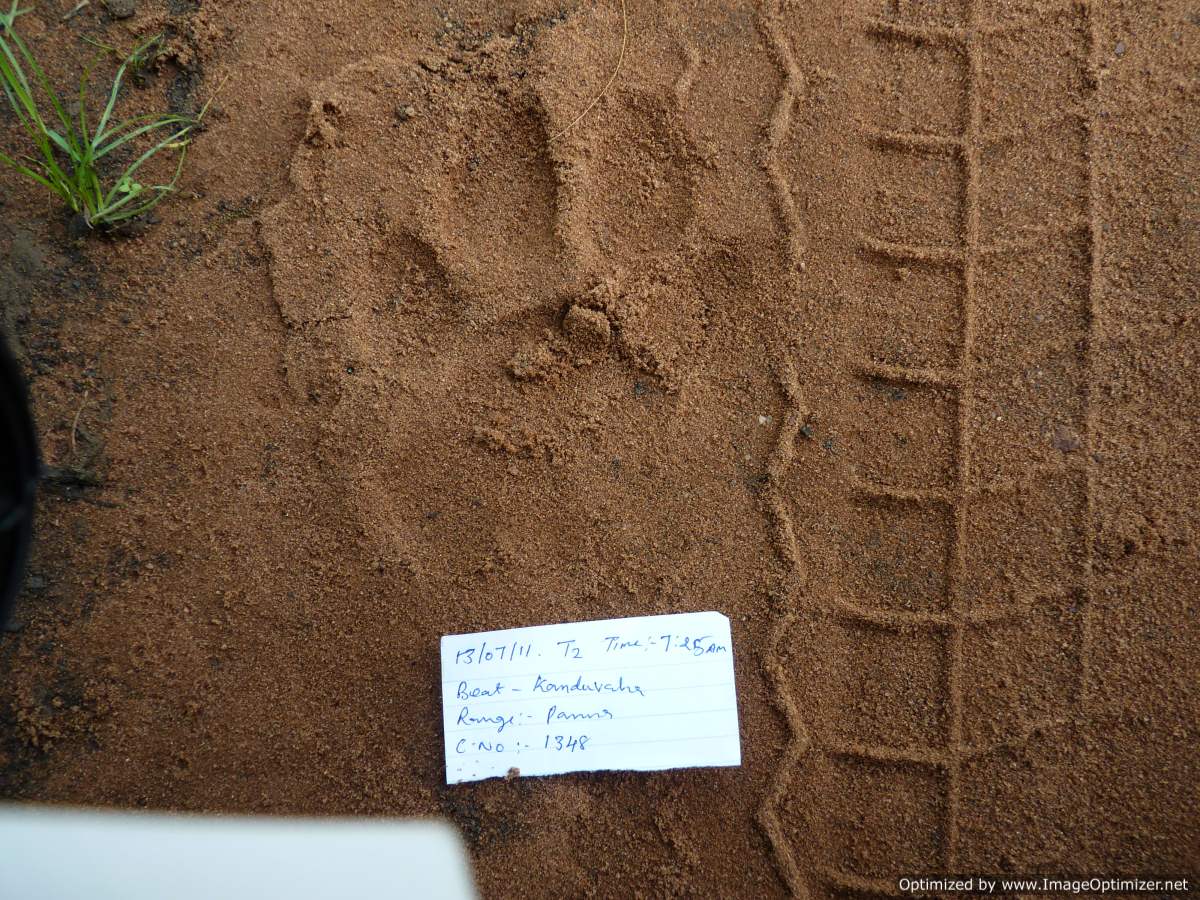 13/07/11. T2 Time:- 7:25AM
Beat - Kanduvaha
Range:- Panna
C.No :- 1348
Optimized by www.ImageOptimizer.net